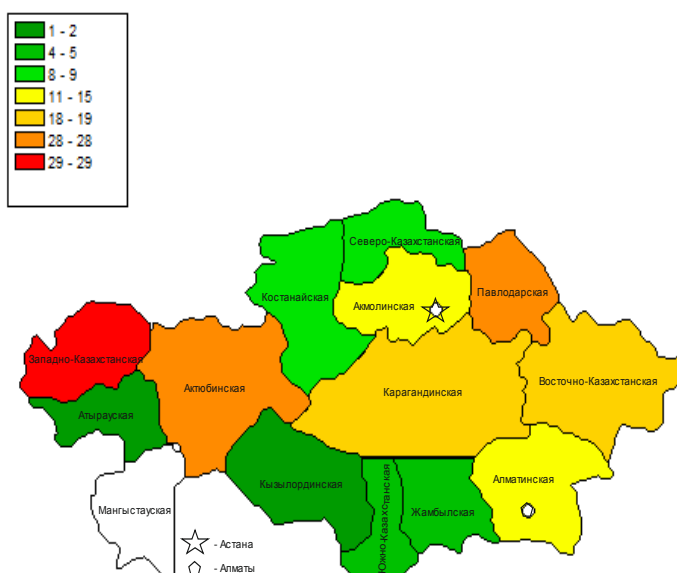 1 - 2
4 - 5
8 - 9
11 - 15
18 - 19
28 - 28
29 - 29
Северо-Казахстанская
Костанайская
Акмолинская
Павлодарская
Западно-Казахстанская
Актюбинская
Карагандинская
Восточно-Казахстанская
Атырауская
Кызылординская
Алматинская
Мангыстауская
Южно-Казахстанская
Жамбылская
- Астана
- Алматы